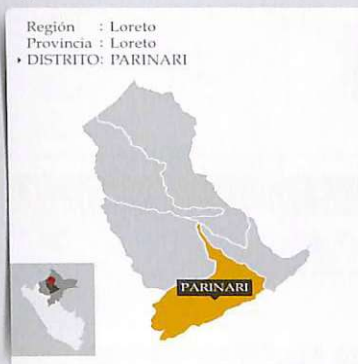 Región : Loreto
Provincia : Loreto
DISTRITO: PARINARI
PARINARI